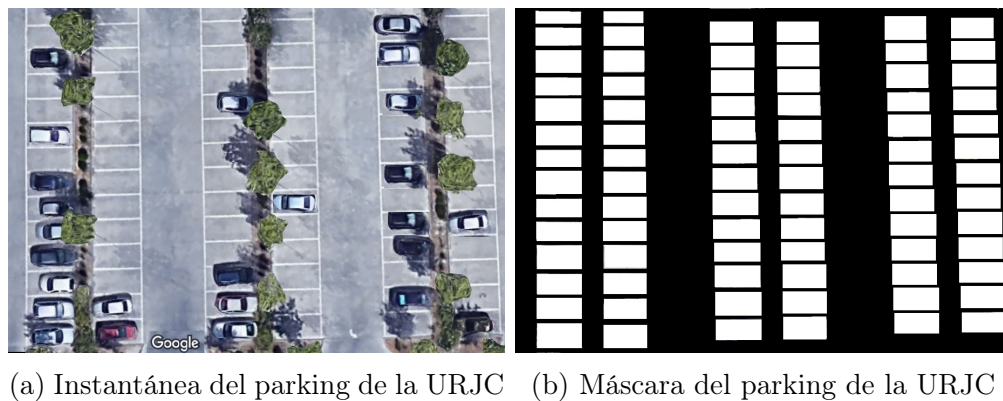 Google
(a) Instantánea del parking de la URJC
(b) Máscara del parking de la URJC